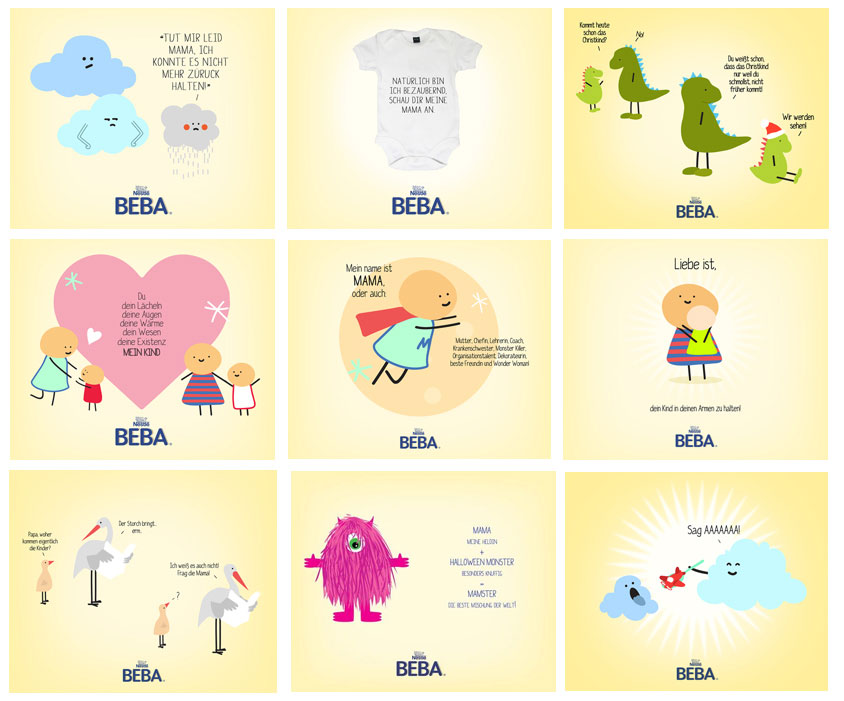 "TUT MIR LEID
MAMA, ICH
KONNTE ES NICHT
MEHR ZURÜCK
HALTEN!"
Nestlé
BEBA®
NATÜRLICH BIN
ICH BEZAUBERND,
SCHAU DIR MEINE
MAMA AN.
Nestlé
BEBA®
Kommt heute
schon das
Christkind?
No!
Du weißt schon,
dass das Christkind
nur weil du
schmollst, nicht
früher kommt!
Wir werden
sehen!
Nestlé
BEBA®
Du
dein Lächeln
deine Augen
deine Wärme
dein Wesen
deine Existenz
MEIN KIND
Nestlé
BEBA®
Mein name ist
MAMA,
oder auch:
M
Mutter, Chefin, Lehrerin, Coach,
Krankenschwester, Monster Killer,
Organisationstalent, Dekorateurin,
beste Freundin und Wonder Woman!
Nestlé
BEBA®
Liebe ist,
dein Kind in deinen Armen zu halten!
Nestlé
BEBA®
Papa, woher
kommen eigentlich
die Kinder?
Der Storch bringt..
erm..
Ich weiß es auch nicht!
Frag die Mama!
..?
Nestlé
BEBA®
MAMA
MEINE HELDIN
+
HALLOWEEN MONSTER
BESONDERS KNUFFIG
=
MAMSTER
DIE BESTE MISCHUNG DER WELT!
Nestlé
BEBA®
Sag AAAAAAA!
Nestlé
BEBA®